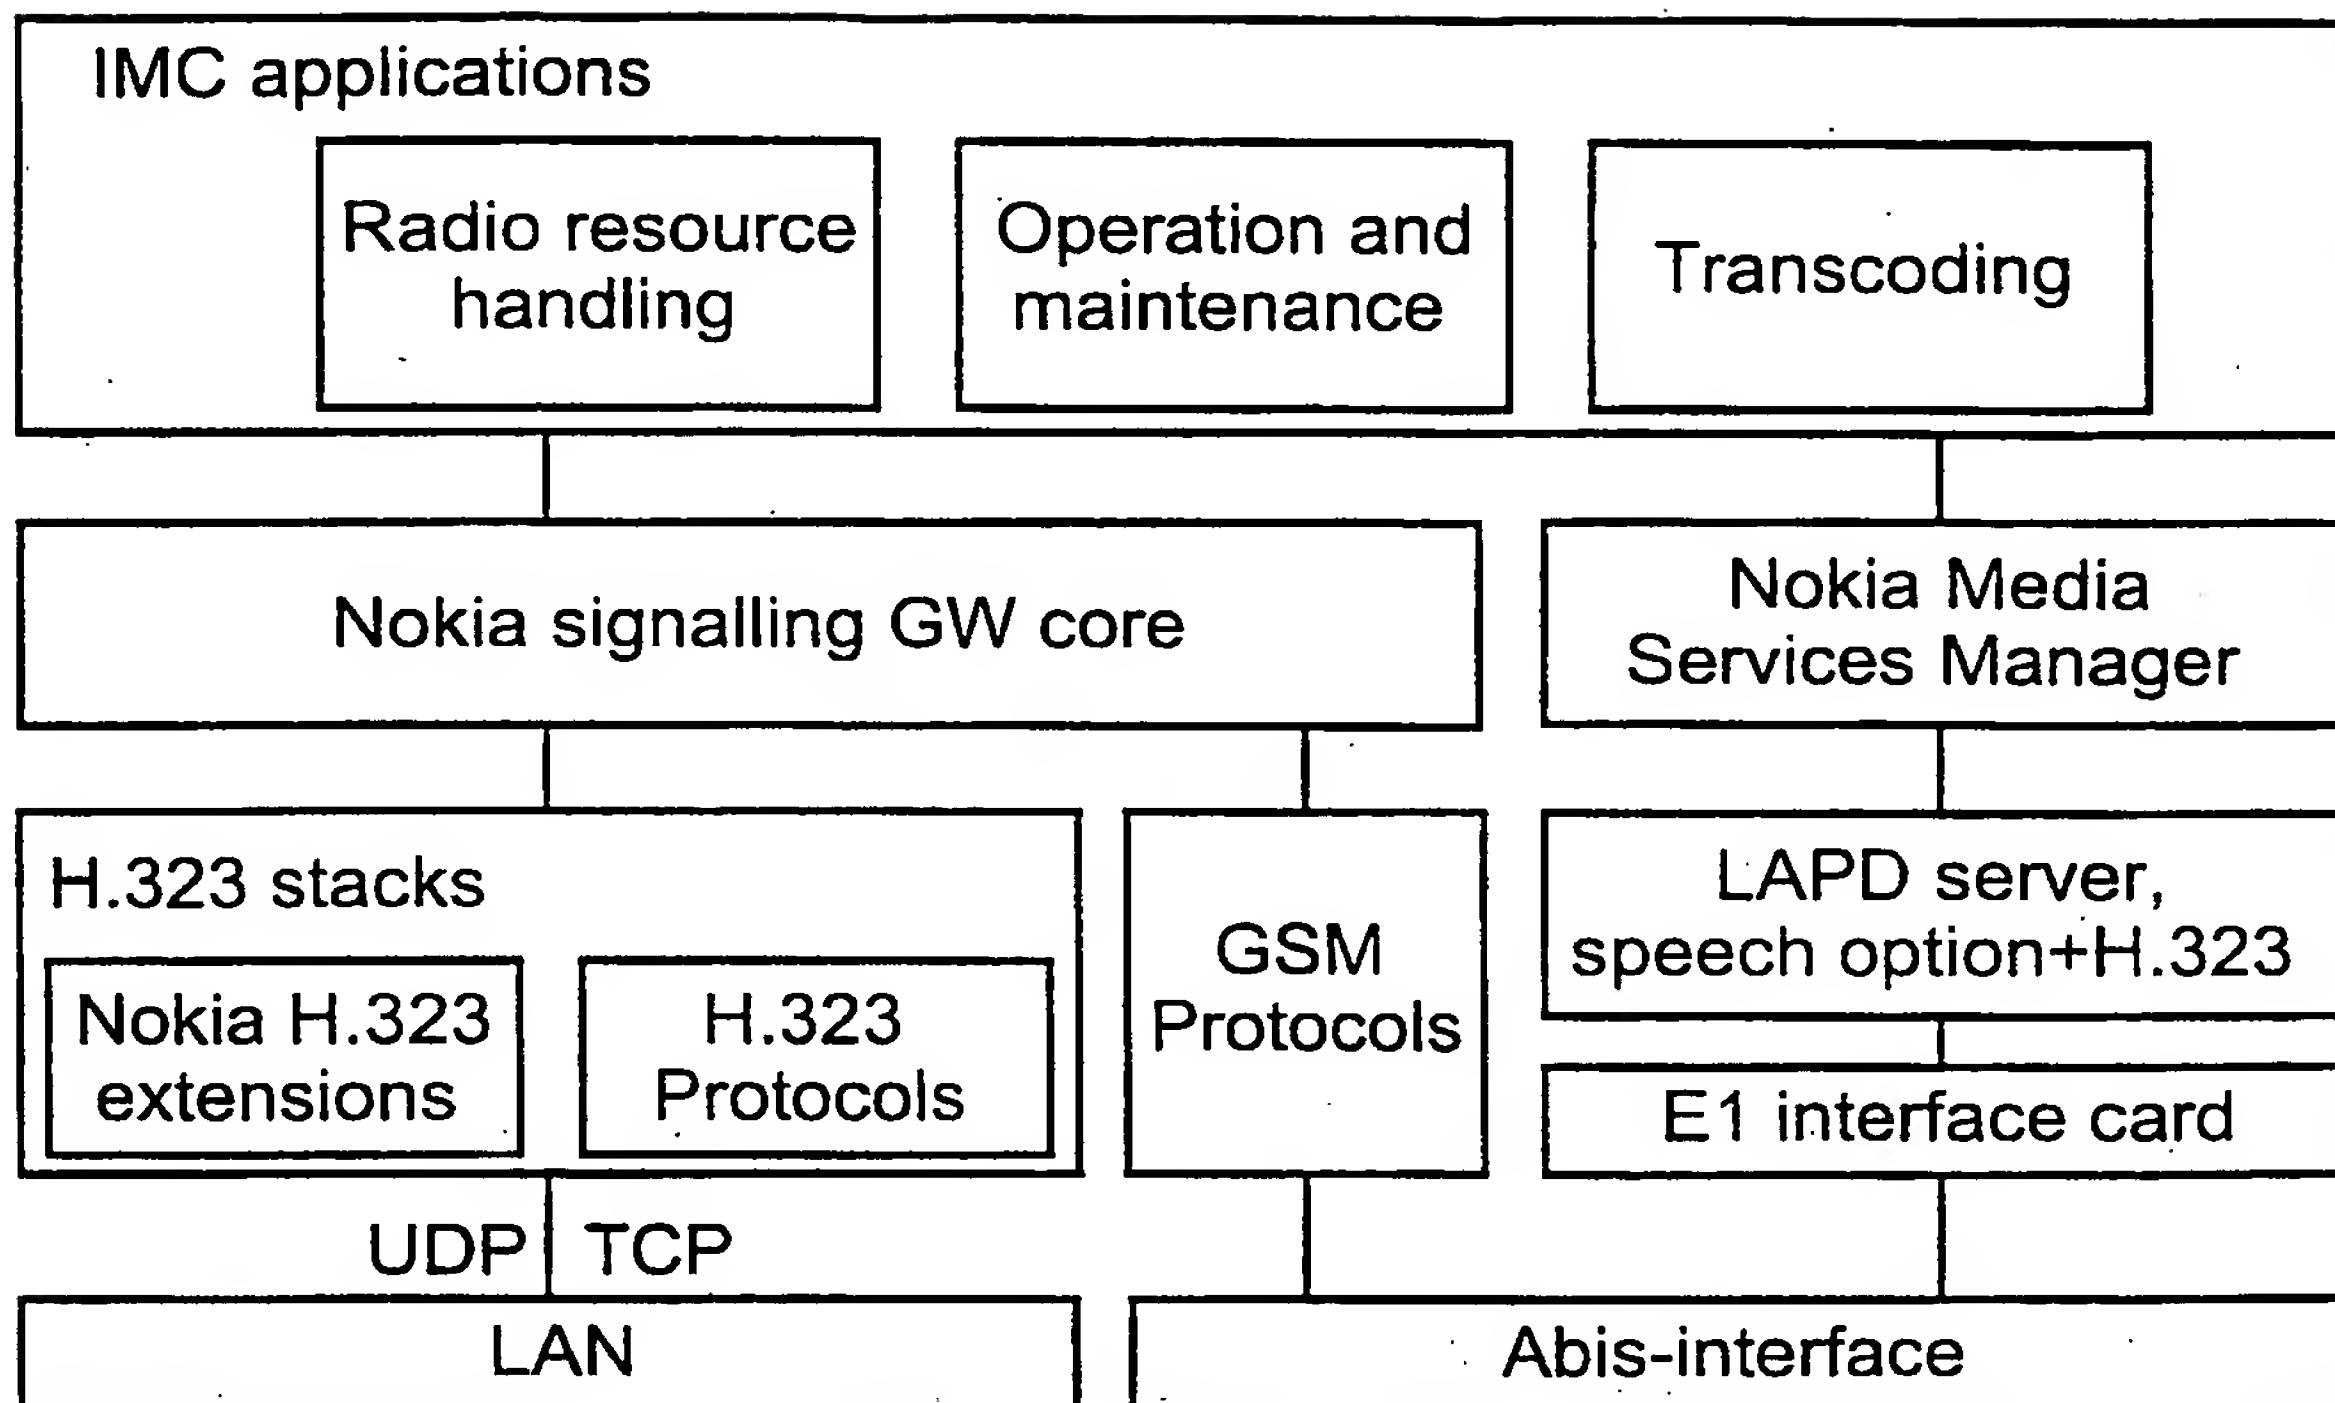 IMC applications
Radio resource
handling
Operation and
maintenance
Transcoding
Nokia signalling GW core
Nokia Media
Services Manager
H.323 stacks
Nokia H.323
extensions
H.323
Protocols
GSM
Protocols
LAPD server,
speech option+H.323
E1 interface card
UDP TCP
LAN
Abis-interface